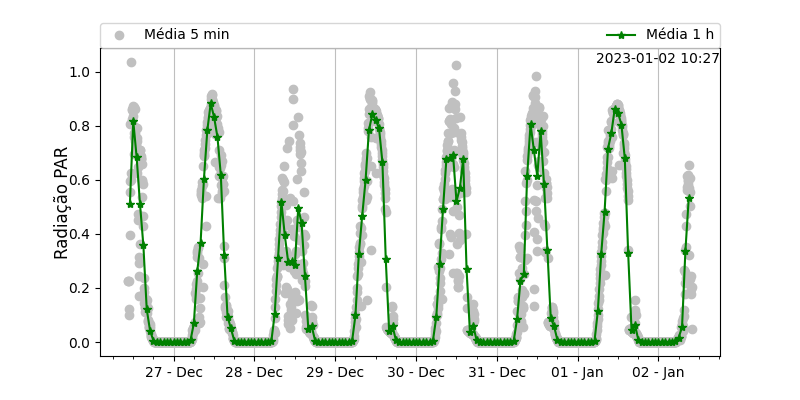 Média 5 min
Média 1 h
2023-01-02 10:27
Radiação PAR
1.0
0.8
0.6
0.4
0.2
0.0
27 - Dec
28 - Dec
29 - Dec
30 - Dec
31 - Dec
01 - Jan
02 - Jan